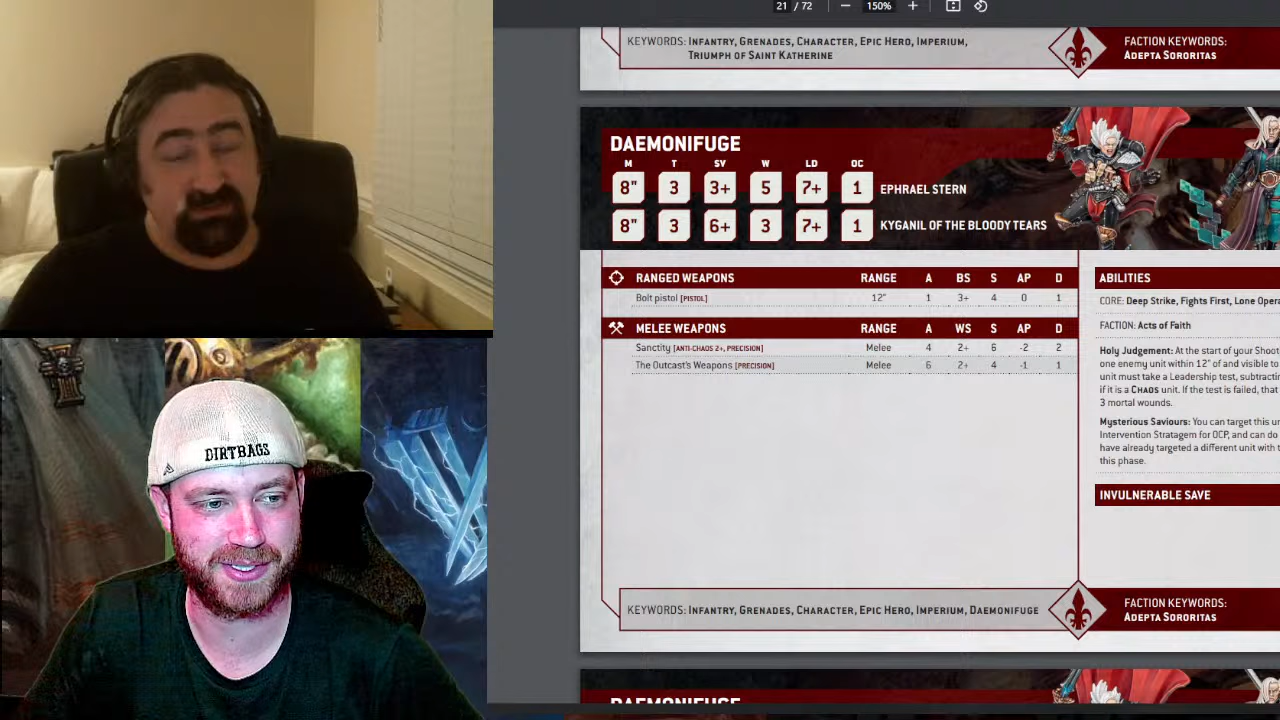 21 / 72
150%
KEYWORDS: INFANTRY, GRENADES, CHARACTER, EPIC HERO, IMPERIUM,
TRIUMPH OF SAINT KATHERINE
FACTION KEYWORDS:
ADEPTA SORORITAS
DAEMONIFUGE
M T SV W LD OC
8" 3 3+ 5 7+ 1 EPHRAEL STERN
8" 3 6+ 3 7+ 1 KYGANIL OF THE BLOODY TEARS
RANGED WEAPONS RANGE A BS S AP D
Bolt pistol [PISTOL] 12" 1 3+ 4 0 1
MELEE WEAPONS RANGE A WS S AP D
Sanctity [ANTI-CHAOS 2+, PRECISION] Melee 4 2+ 6 -2 2
The Outcast's Weapons [PRECISION] Melee 6 2+ 4 -1 1
ABILITIES
CORE: Deep Strike, Fights First, Lone Opera
FACTION: Acts of Faith
Holy Judgement: At the start of your Shoot
one enemy unit within 12" of and visible to
unit must take a Leadership test, subtractin
if it is a CHAOS unit. If the test is failed, that
3 mortal wounds.
Mysterious Saviours: You can target this un
Intervention Stratagem for 0CP, and can do
have already targeted a different unit with t
this phase.
INVULNERABLE SAVE
KEYWORDS: INFANTRY, GRENADES, CHARACTER, EPIC HERO, IMPERIUM, DAEMONIFUGE
FACTION KEYWORDS:
ADEPTA SORORITAS
DAEMONIFUGE
DIRTBAGS